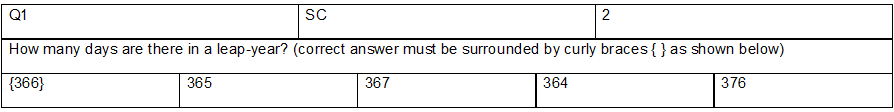 Q1 SC 2
How many days are there in a leap-year? (correct answer must be surrounded by curly braces { } as shown below)
{366} 365 367 364 376